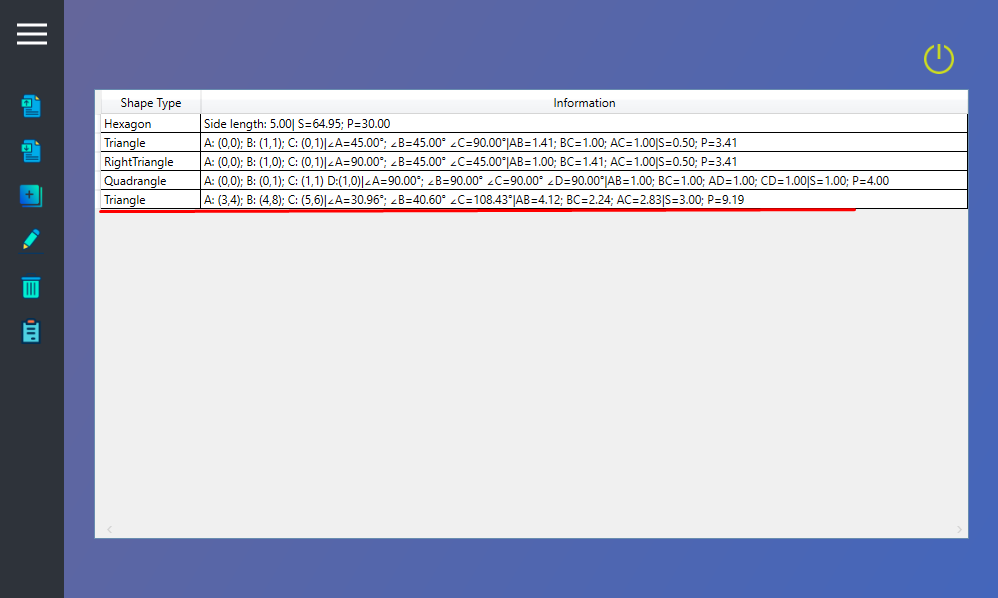 Shape Type Information
Hexagon Side length: 5.00| S=64.95; P=30.00
Triangle A: (0,0); B: (1,1); C: (0,1)|∠A=45.00°; ∠B=45.00° ∠C=90.00°|AB=1.41; BC=1.00; AC=1.00|S=0.50; P=3.41
RightTriangle A: (0,0); B: (1,0); C: (0,1)|∠A=90.00°; ∠B=45.00° ∠C=45.00°|AB=1.00; BC=1.41; AC=1.00|S=0.50; P=3.41
Quadrangle A: (0,0); B: (0,1); C: (1,1) D:(1,0)|∠A=90.00°; ∠B=90.00° ∠C=90.00° ∠D=90.00°|AB=1.00; BC=1.00; AD=1.00; CD=1.00|S=1.00; P=4.00
Triangle A: (3,4); B: (4,8); C: (5,6)|∠A=30.96°; ∠B=40.60° ∠C=108.43°|AB=4.12; BC=2.24; AC=2.83|S=3.00; P=9.19